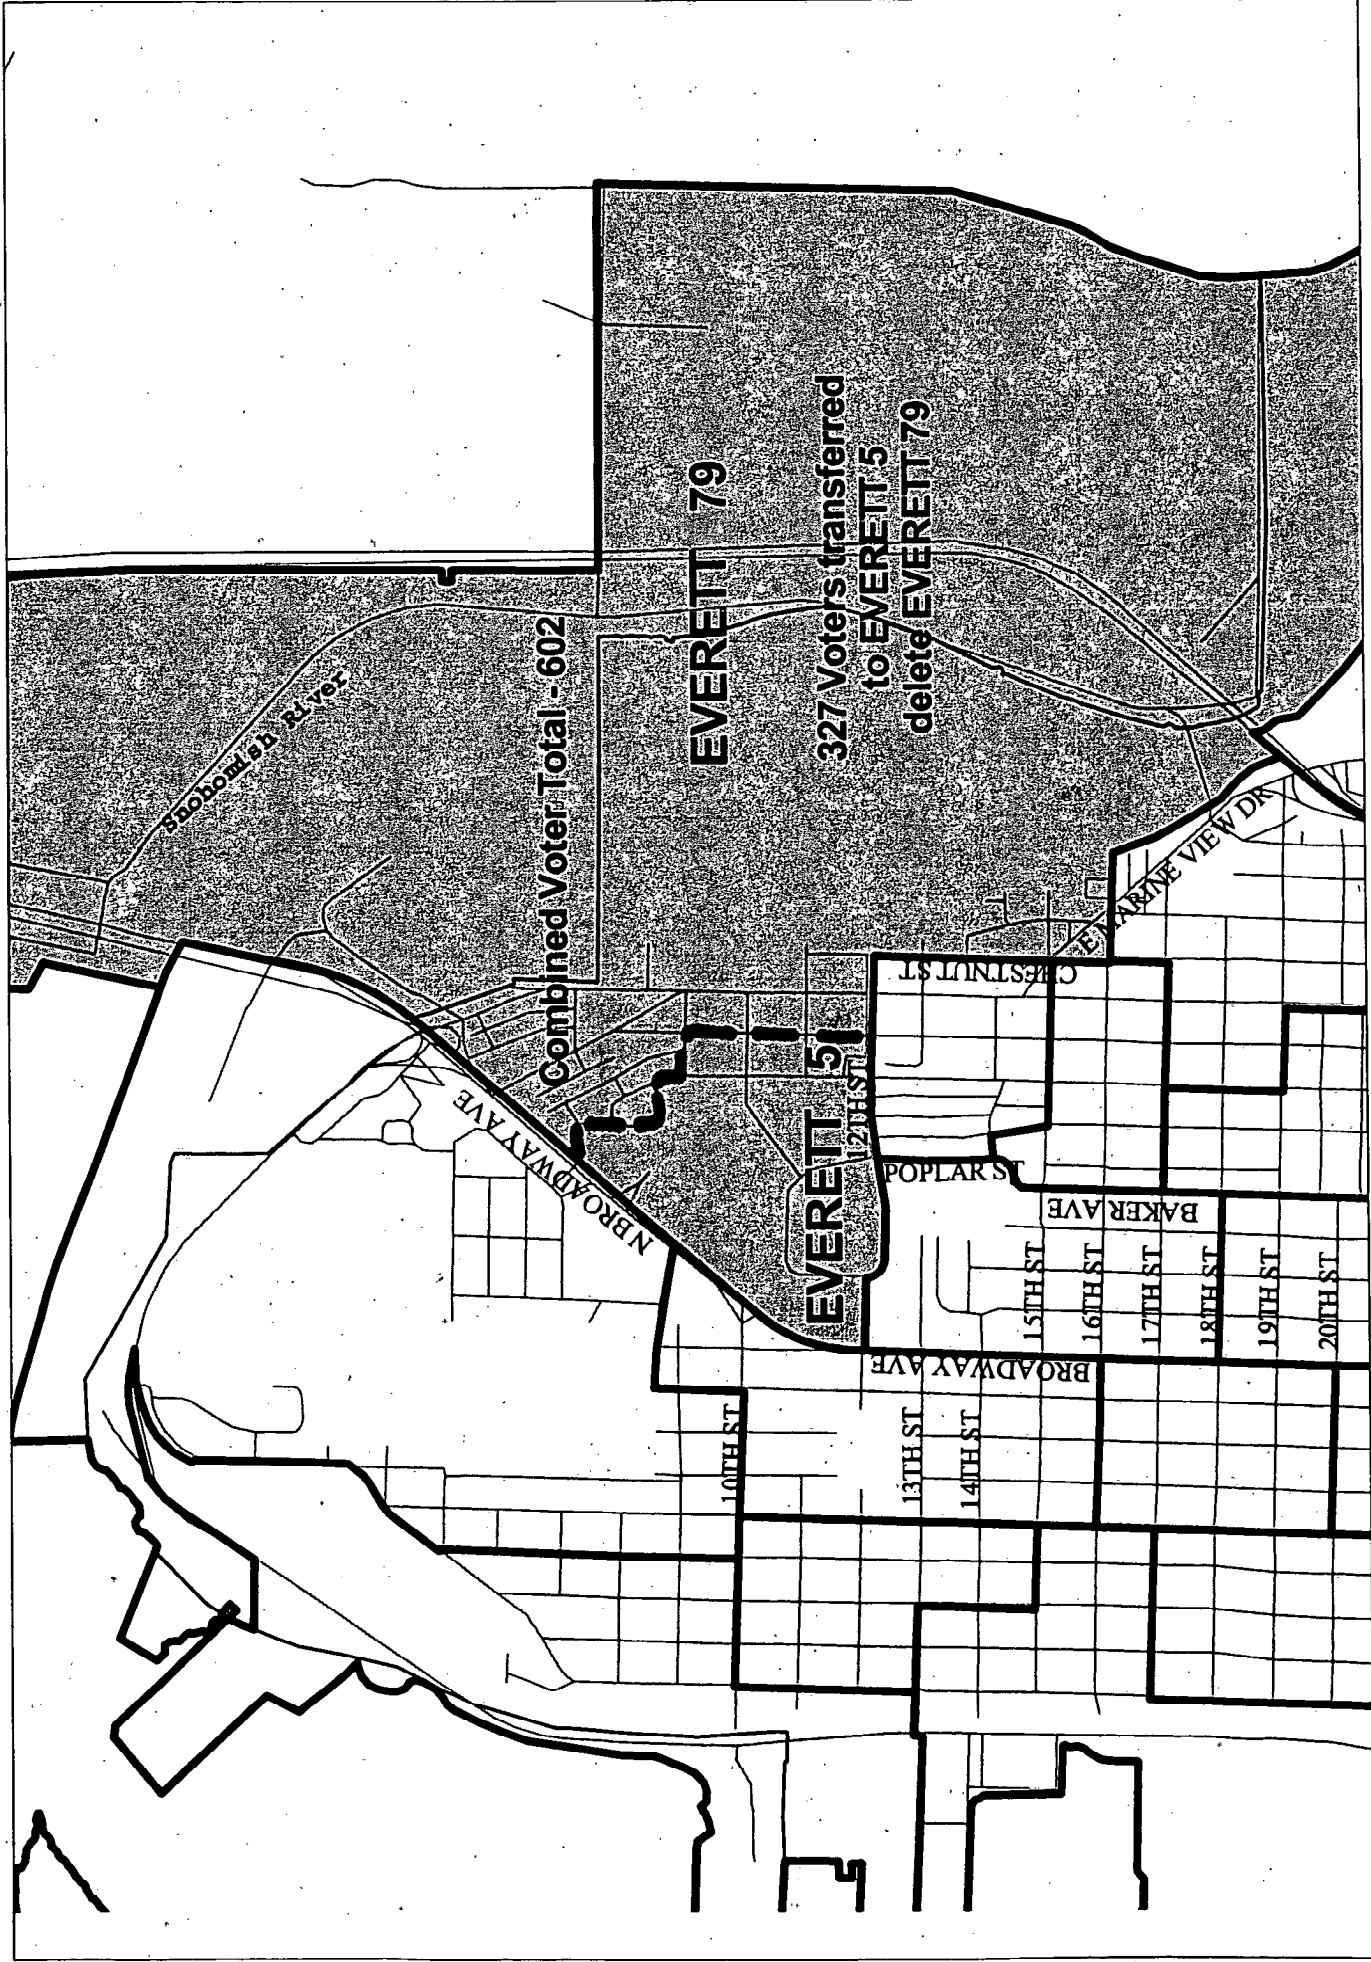 Snohomish River
Combined Voter Total - 602
EVERETT 79
327 Voters transferred
to EVERETT 5
delete EVERETT 79
EVERETT 5
N BROADWAY AVE
12TH ST
CHESTNUT ST
E MARINE VIEW DR
POPLAR ST
BAKER AVE
BROADWAY AVE
10TH ST
13TH ST
14TH ST
15TH ST
16TH ST
17TH ST
18TH ST
19TH ST
20TH ST